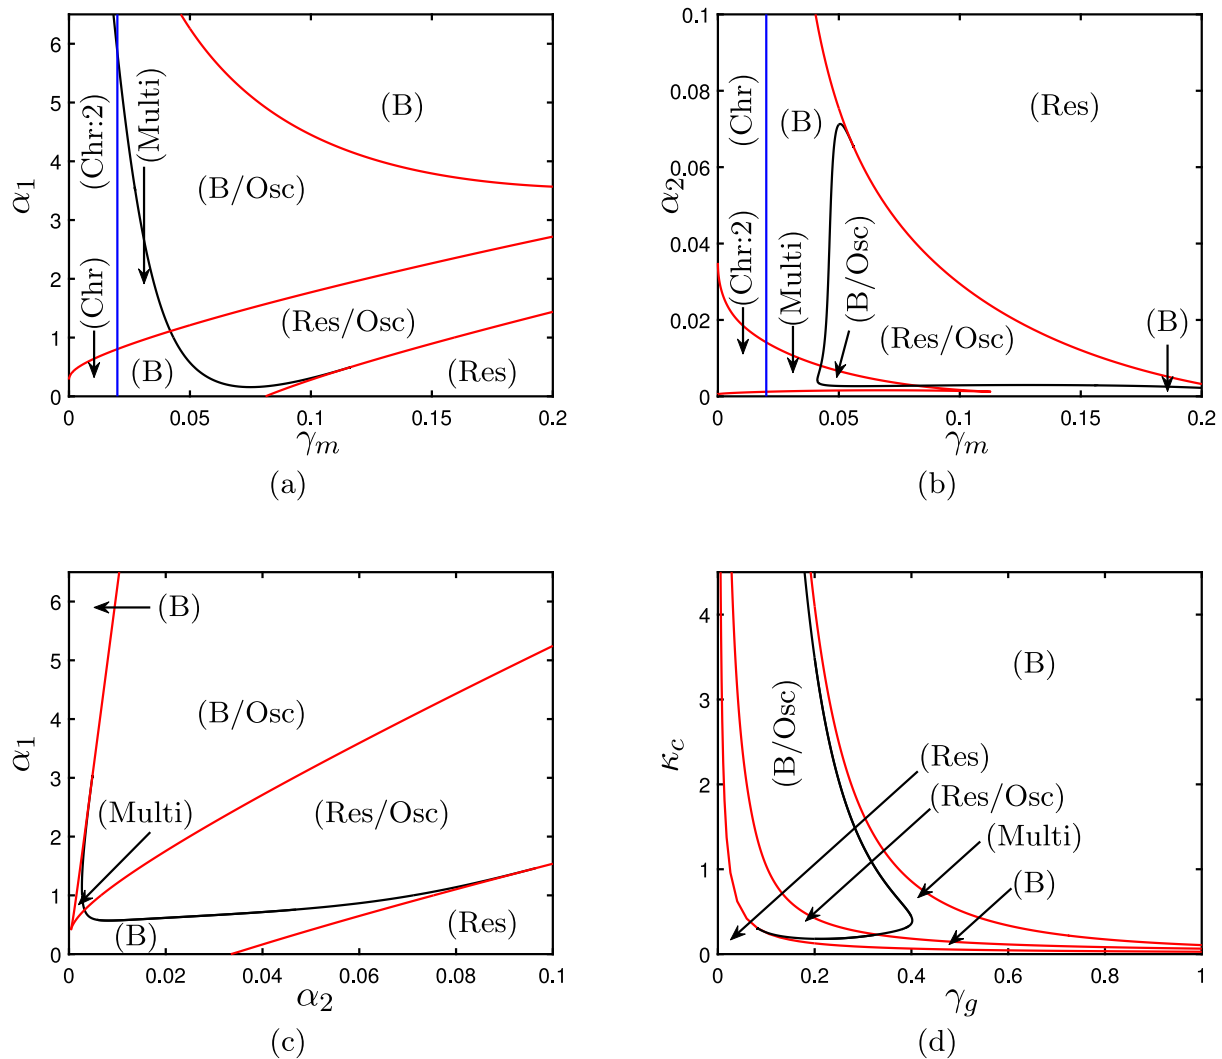 6
5
4
3
2
1
0
α1
(Chr:2)
(Multi)
(B)
(B/Osc)
(Chr)
(Res/Osc)
(B)
(Res)
0
0.05
0.1
0.15
0.2
γm
(a)
0.1
0.08
0.06
0.04
0.02
0
α2
(Chr)
(B)
(Res)
(Chr:2)
(Multi)
(B/Osc)
(Res/Osc)
(B)
0
0.05
0.1
0.15
0.2
γm
(b)
6
5
4
3
2
1
0
α1
(B)
(B/Osc)
(Multi)
(Res/Osc)
(B)
(Res)
0
0.02
0.04
0.06
0.08
0.1
α2
(c)
4
3
2
1
0
κc
(B)
(B/Osc)
(Res)
(Res/Osc)
(Multi)
(B)
0
0.2
0.4
0.6
0.8
1
γg
(d)